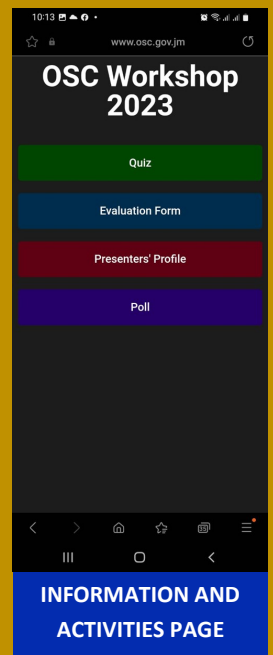 10:13
www.osc.gov.jm
OSC Workshop
2023
Quiz
Evaluation Form
Presenters' Profile
Poll
INFORMATION AND
ACTIVITIES PAGE